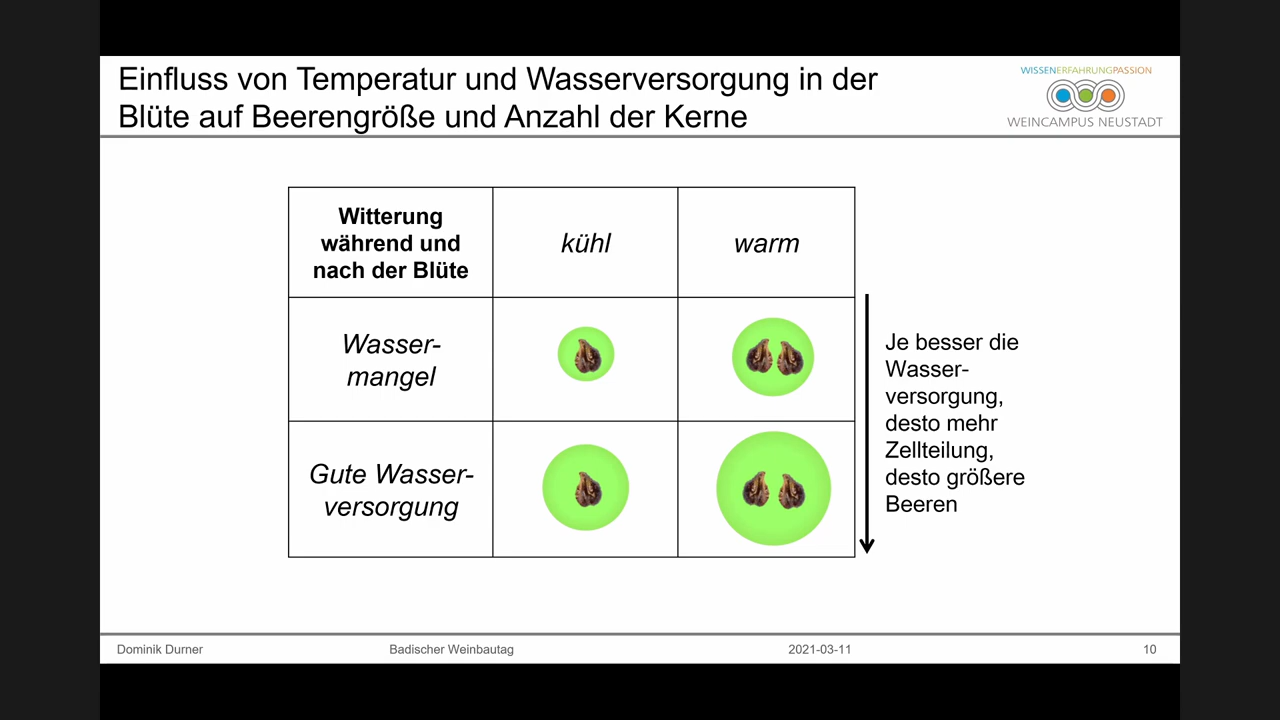 Einfluss von Temperatur und Wasserversorgung in der
Blüte auf Beerengröße und Anzahl der Kerne
WISSENERFAHRUNGPASSION
WEINCAMPUS NEUSTADT
Witterung
während und
nach der Blüte
kühl
warm
Wasser-
mangel
Gute Wasser-
versorgung
Je besser die
Wasser-
versorgung,
desto mehr
Zellteilung,
desto größere
Beeren
Dominik Durner
Badischer Weinbautag
2021-03-11
10